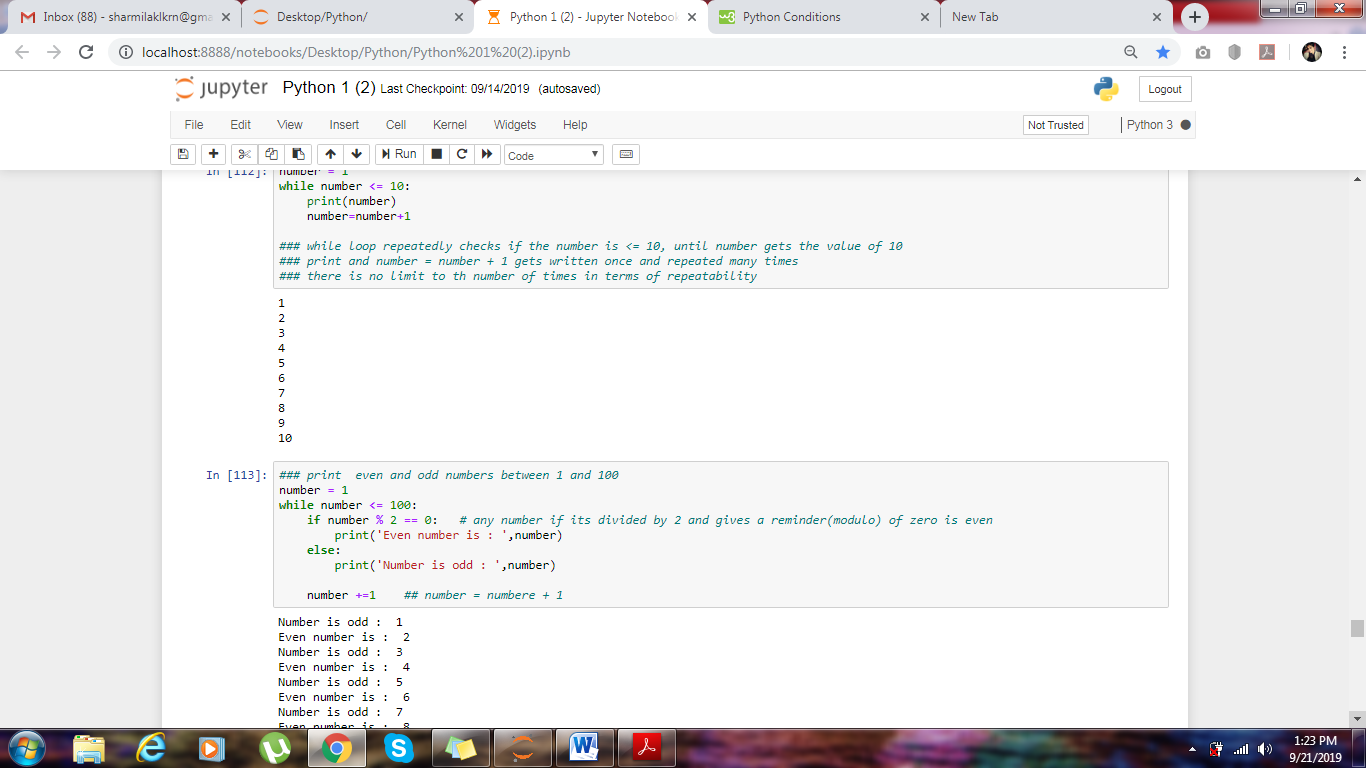 Inbox (88) - sharmilaklkrn@gma
Desktop/Python/
Python 1 (2) - Jupyter Notebook
Python Conditions
New Tab
localhost:8888/notebooks/Desktop/Python/Python%201%20(2).ipynb
jupyter Python 1 (2) Last Checkpoint: 09/14/2019 (autosaved)
Logout
File Edit View Insert Cell Kernel Widgets Help
Not Trusted
Python 3
Run
Code
In [112]: number = 1
while number <= 10:
    print(number)
    number=number+1
### while loop repeatedly checks if the number is <= 10, until number gets the value of 10
### print and number = number + 1 gets written once and repeated many times
### there is no limit to th number of times in terms of repeatability
1
2
3
4
5
6
7
8
9
10
In [113]: ### print  even and odd numbers between 1 and 100
number = 1
while number <= 100:
    if number % 2 == 0:   # any number if its divided by 2 and gives a reminder(modulo) of zero is even
        print('Even number is : ',number)
    else:
        print('Number is odd : ',number)
    number +=1    ## number = numbere + 1
Number is odd :  1
Even number is :  2
Number is odd :  3
Even number is :  4
Number is odd :  5
Even number is :  6
Number is odd :  7
Even number is :  8
1:23 PM
9/21/2019